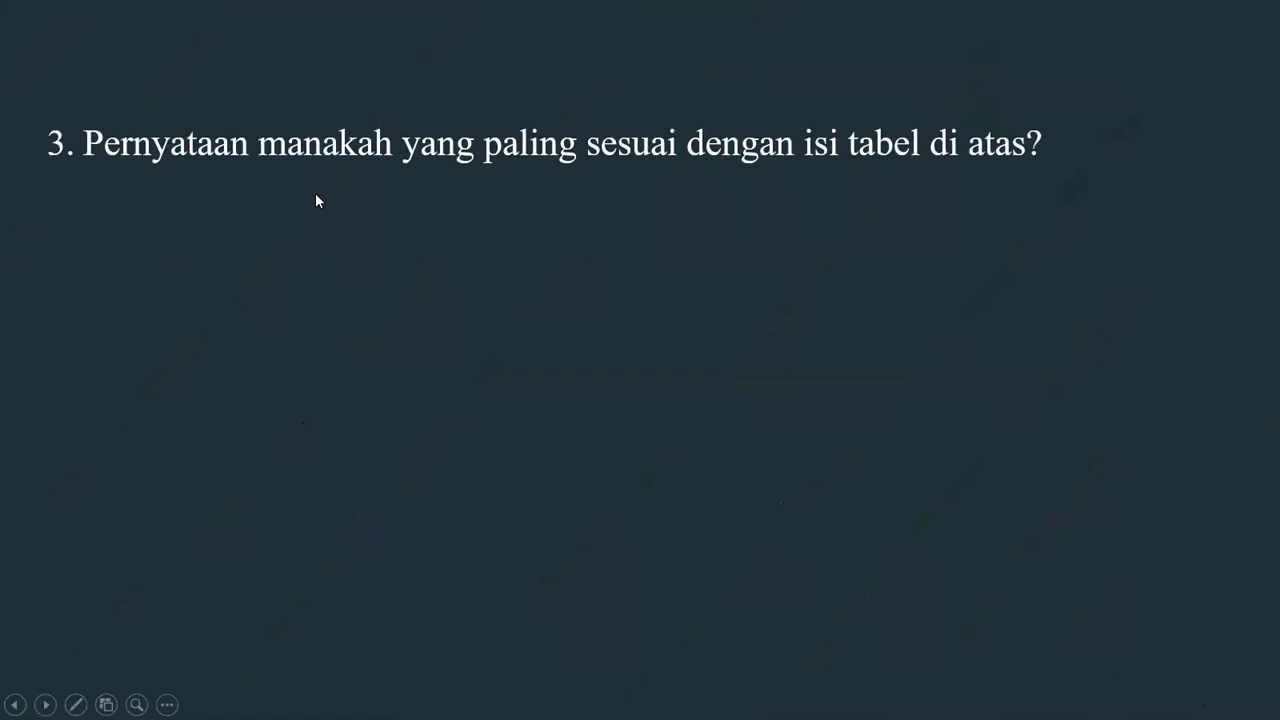 3. Pernyataan manakah yang paling sesuai dengan isi tabel di atas?